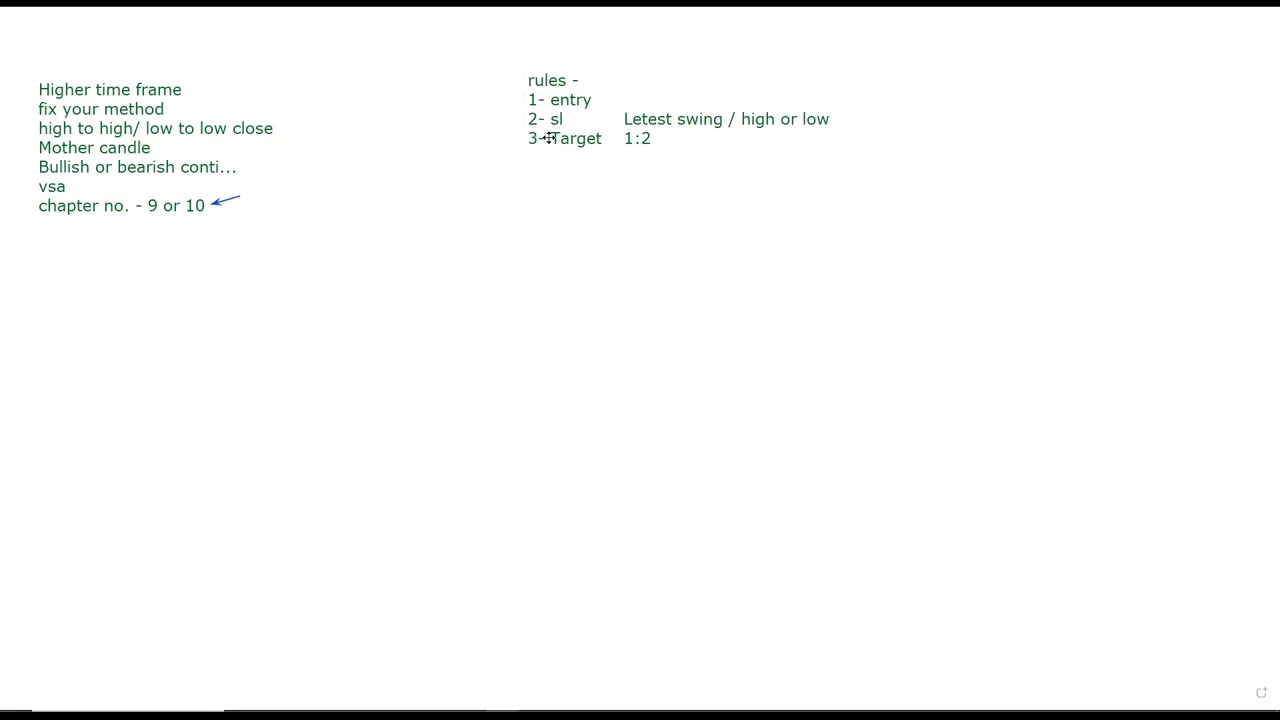 Higher time frame
fix your method
high to high/ low to low close
Mother candle
Bullish or bearish conti...
vsa
chapter no. - 9 or 10
rules -
1- entry
2- sl Letest swing / high or low
3- Target 1:2